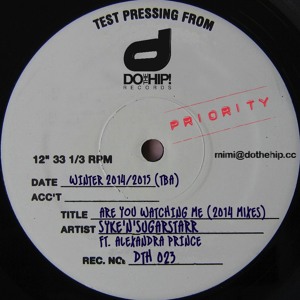 TEST PRESSING FROM
d
DO THE HIP!
RECORDS
PRIORITY
12" 33 1/3 RPM
mimi@dothehip.cc
DATE WINTER 2014/2015 (TBA)
ACC'T
TITLE ARE YOU WATCHING ME (2014 MIXES)
ARTIST SYKE'N'SUGARSTARR
FT. ALEXANDRA PRINCE
REC. NO: DTH 023